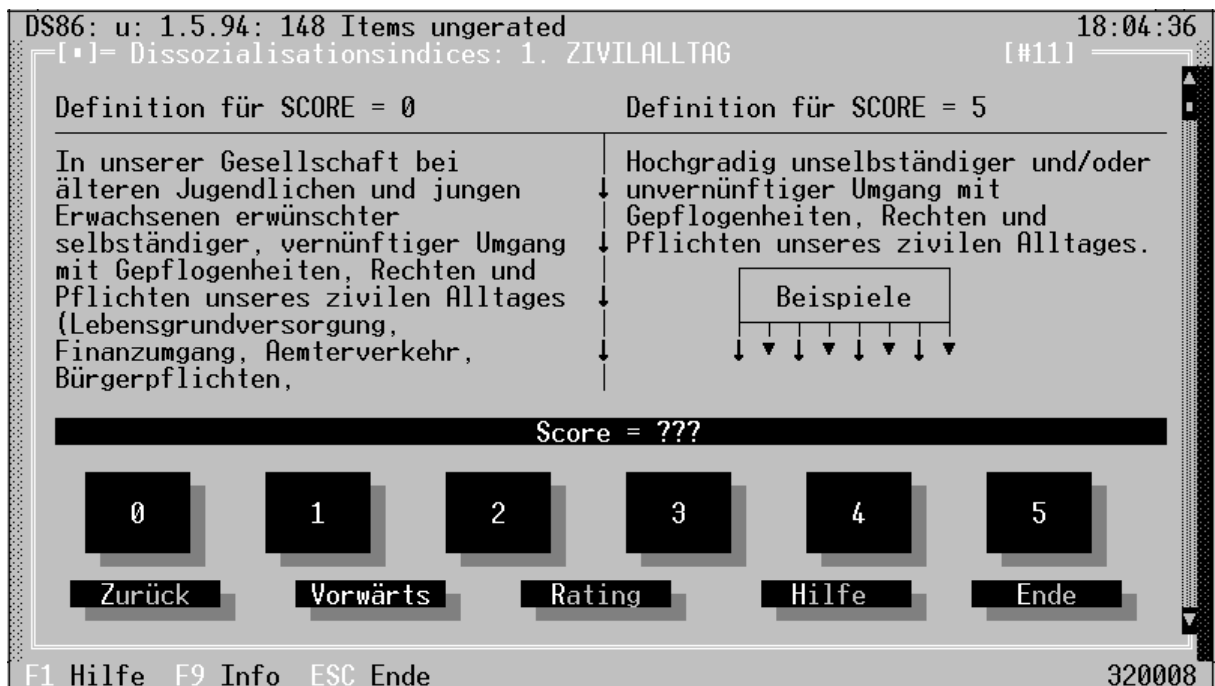 DS86: u: 1.5.94: 148 Items ungerated 18:04:36
[▪]= Dissozialisationsindices: 1. ZIVILALLTAG [#11]
Definition für SCORE = 0
In unserer Gesellschaft bei
älteren Jugendlichen und jungen
Erwachsenen erwünschter
selbständiger, vernünftiger Umgang
mit Gepflogenheiten, Rechten und
Pflichten unseres zivilen Alltages
(Lebensgrundversorgung,
Finanzumgang, Aemterverkehr,
Bürgerpflichten,
Definition für SCORE = 5
Hochgradig unselbständiger und/oder
unvernünftiger Umgang mit
Gepflogenheiten, Rechten und
Pflichten unseres zivilen Alltages.
Beispiele
Score = ???
0 1 2 3 4 5
Zurück Vorwärts Rating Hilfe Ende
F1 Hilfe F9 Info ESC Ende 320008